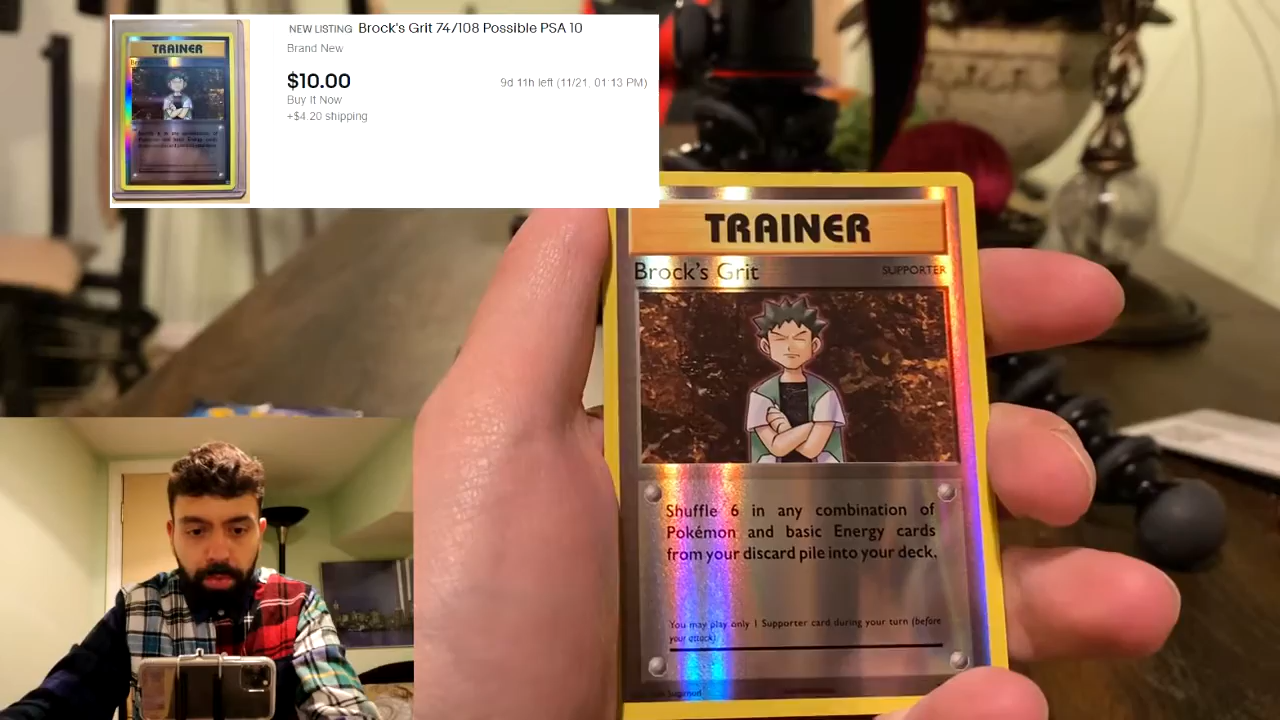 NEW LISTING Brock's Grit 74/108 Possible PSA 10
Brand New
$10.00
9d 11h left (11/21, 01:13 PM)
Buy It Now
+$4.20 shipping
TRAINER
TRAINER
Brock's Grit
SUPPORTER
Shuffle 6 in any combination of
Pokémon and basic Energy cards
from your discard pile into your deck.
You may play only 1 Supporter card during your turn (before
your attack).